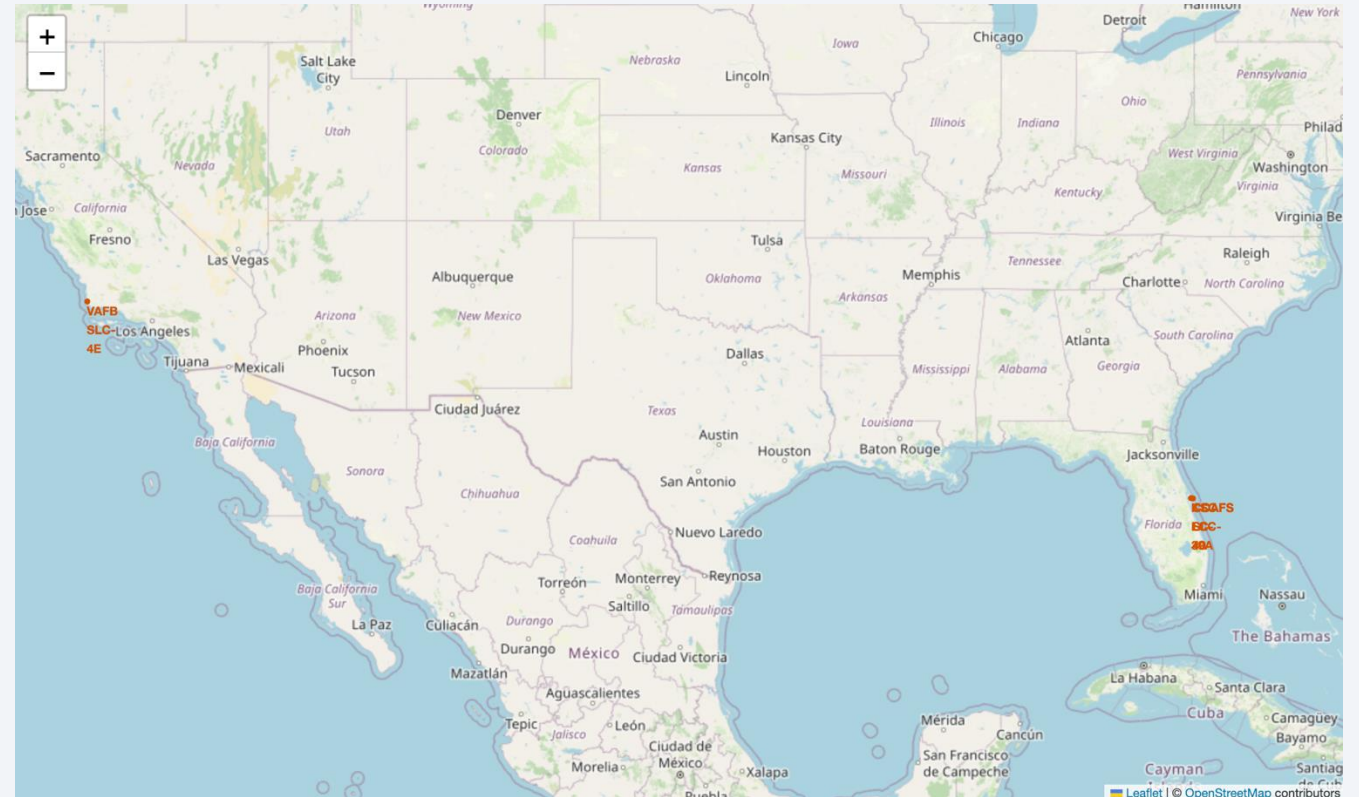 Wyoming
Hamilton
New York
Detroit
Chicago
Iowa
Nebraska
Salt Lake
City
Lincoln
Pennsylvania
Ohio
Denver
Illinois
Indiana
Philad
Utah
Kansas City
Colorado
Sacramento
Nevada
Kansas
Missouri
West Virginia
Washington
Virginia
Kentucky
n Jose
California
Virginia Be
Fresno
Las Vegas
Tulsa
Raleigh
Albuquerque
Oklahoma
Memphis
Tennessee
Charlotte
North Carolina
Arkansas
VAFB
SLC-
4E
Los Angeles
Arizona
New Mexico
South Carolina
Atlanta
Phoenix
Dallas
Tijuana
Mexicali
Tucson
Mississippi
Alabama
Georgia
Ciudad Juárez
Texas
Louisiana
Austin
Houston
Baton Rouge
Jacksonville
Baja California
Sonora
San Antonio
Chihuahua
Florida
Nuevo Laredo
Coahuila
Torreón
Monterrey
Reynosa
Saltillo
Tamaulipas
Baja California
Sur
Miami
Nassau
La Paz
Culiacán
Durango
The Bahamas
Durango
México
Ciudad Victoria
Mazatlán
La Habana
Santa Clara
Aguascalientes
Cuba
Camagüey
Tepic
León
Mérida
Cancún
Jalisco
Bayamo
Ciudad de
México
San Francisco
de Campeche
Morelia
Xalapa
Cayman
Santiag
Puebla
+
−
Leaflet | © OpenStreetMap contributors